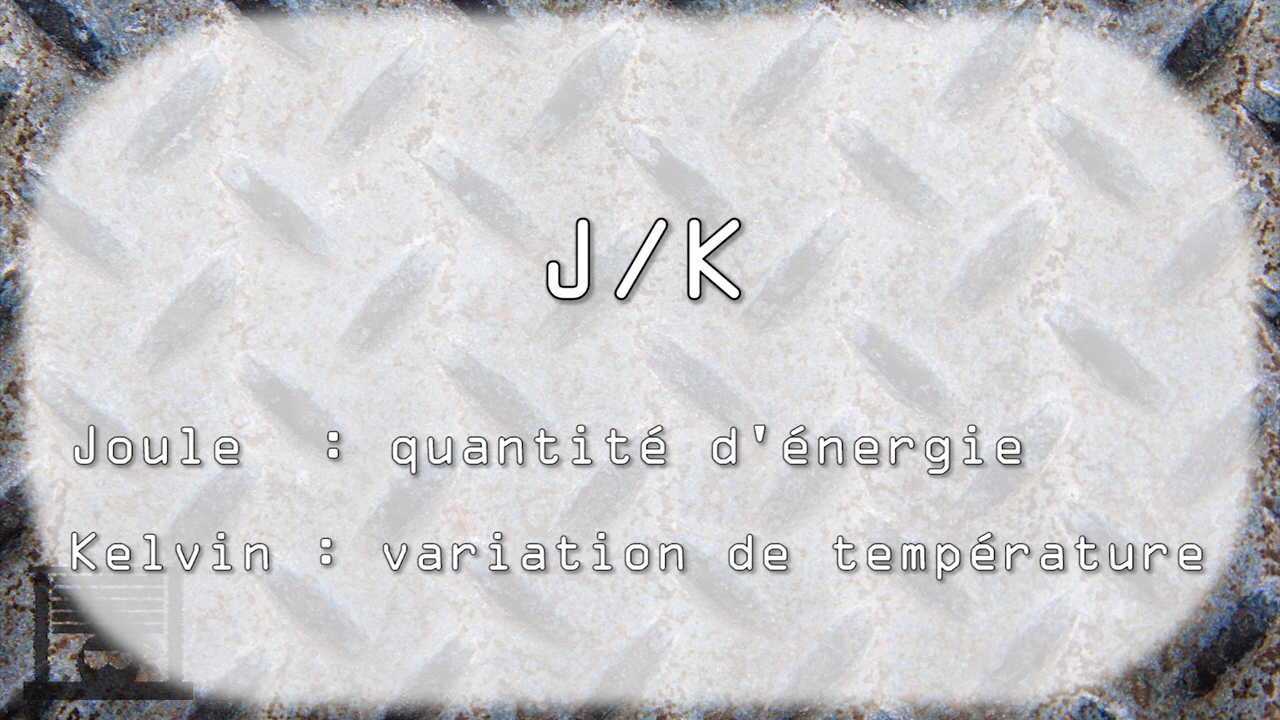 J/K
Joule : quantité d'énergie
Kelvin : variation de température